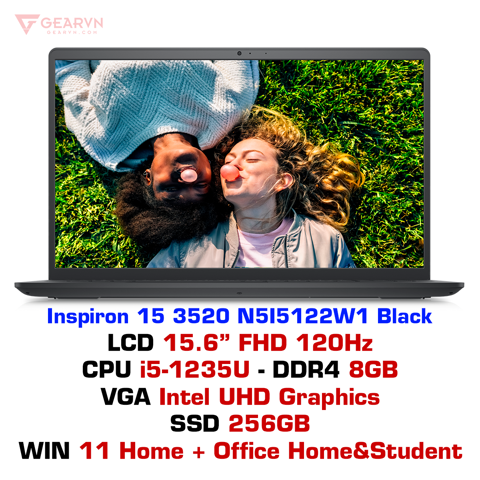 GEARVN
GEARVN.COM
Inspiron 15 3520 N5I5122W1 Black
LCD 15.6” FHD 120Hz
CPU i5-1235U - DDR4 8GB
VGA Intel UHD Graphics
SSD 256GB
WIN 11 Home + Office Home&Student